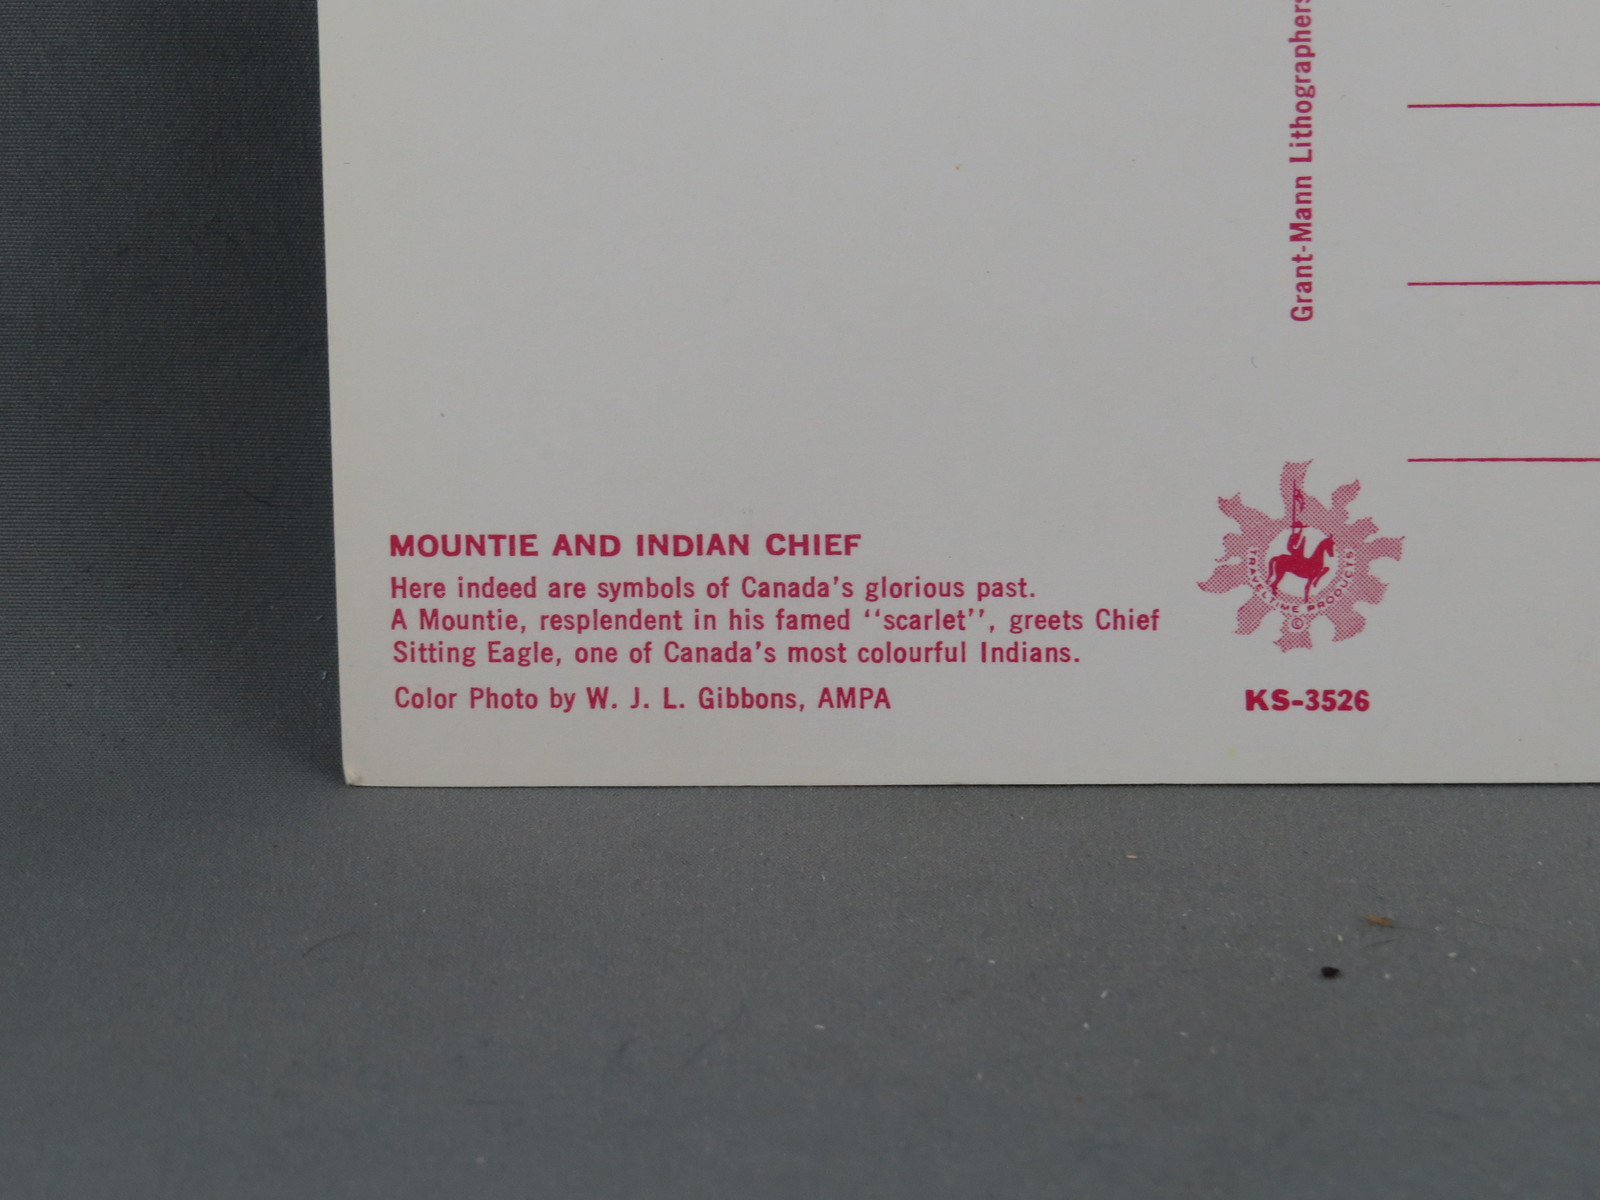 Grant-Mann Lithographers
MOUNTIE AND INDIAN CHIEF
Here indeed are symbols of Canada's glorious past.
A Mountie, resplendent in his famed "scarlet", greets Chief
Sitting Eagle, one of Canada's most colourful Indians.
Color Photo by W. J. L. Gibbons, AMPA
TRAVELTIME PRODUCTS
©
KS-3526